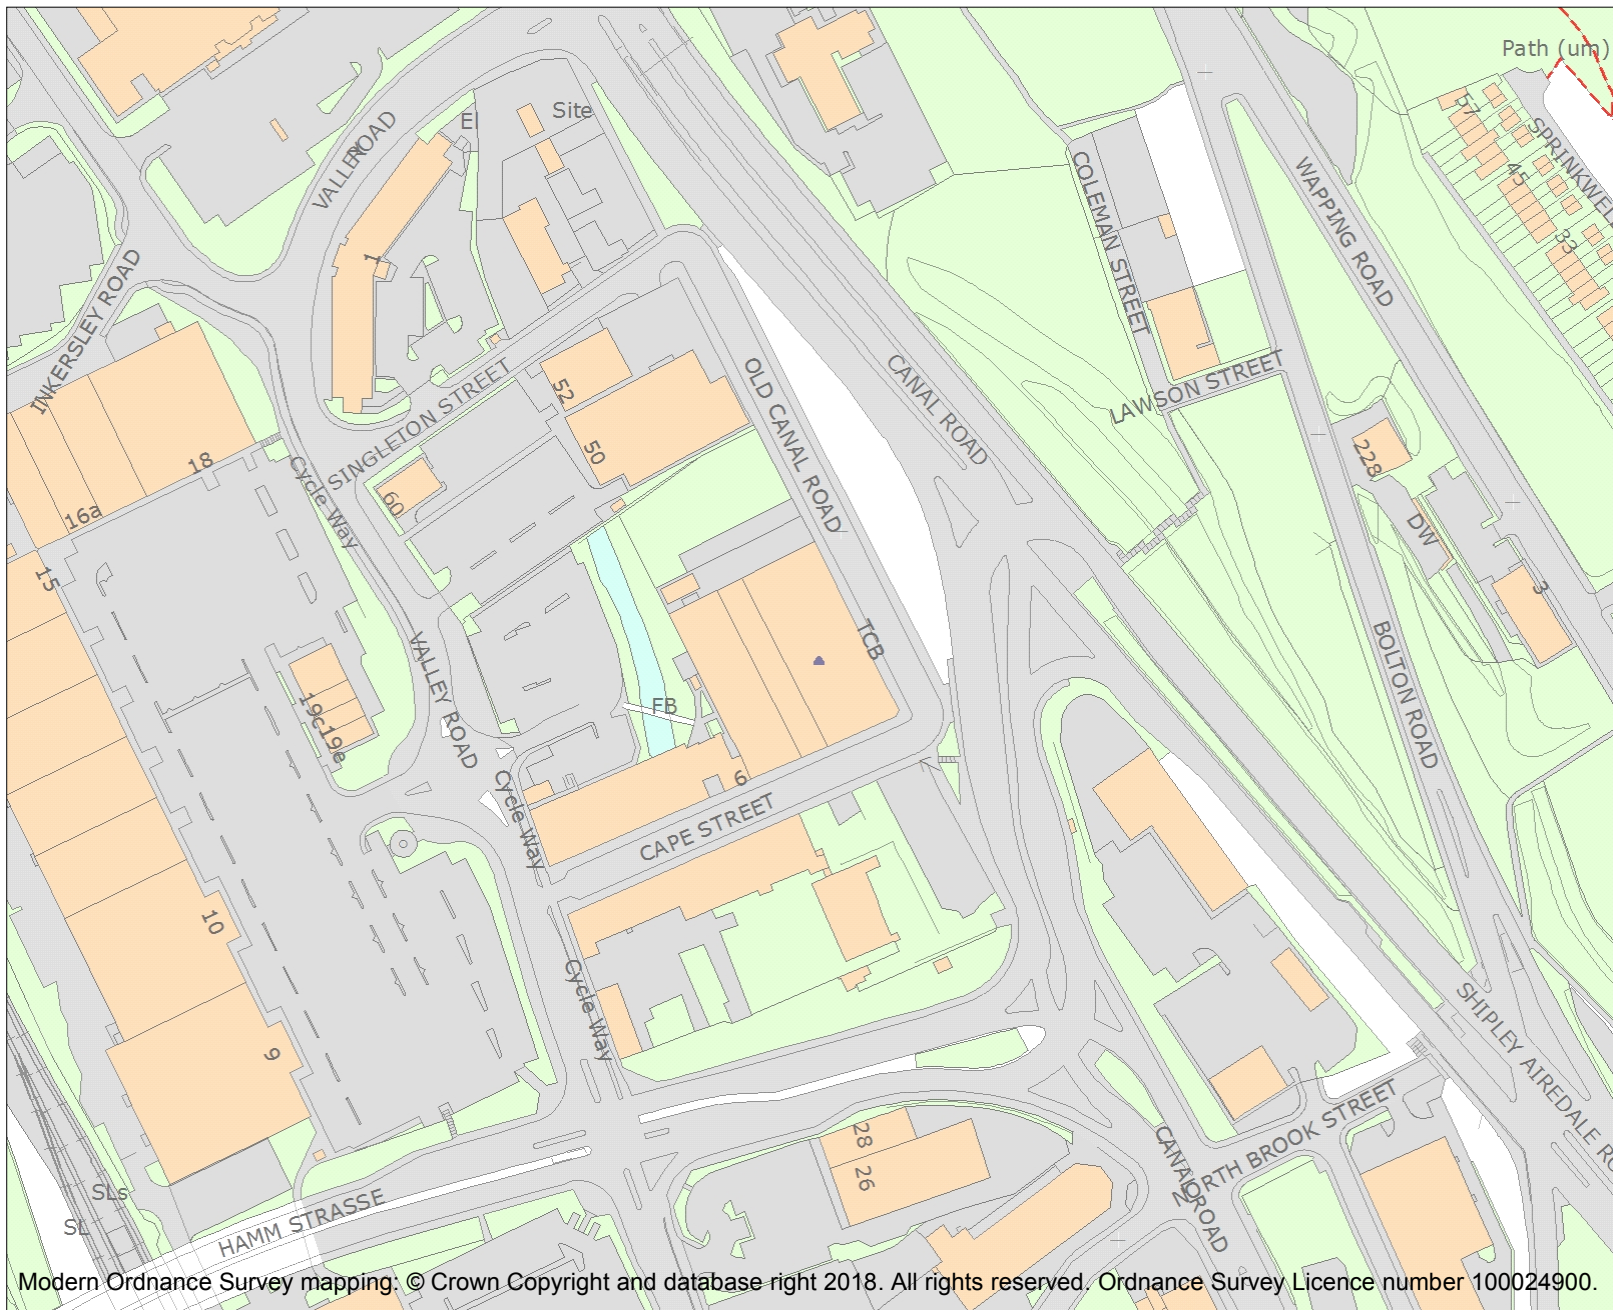 Path (um)
Site
El
VALLEY
ROAD
57
SPRINKWEL
45
33
COLEMAN STREET
WAPPING ROAD
INKERSLEY ROAD
1
SINGLETON STREET
52
50
60
OLD CANAL ROAD
CANAL ROAD
LAWSON STREET
228
DW
3
18
16a
15
Cycle Way
VALLEY ROAD
TCB
BOLTON ROAD
FB
19c
19e
6
Cycle Way
CAPE STREET
10
Cycle Way
9
SHIPLEY AIREDALE RO
NORTH BROOK STREET
CANAL ROAD
28
26
SLs
SL
HAMM STRASSE
Modern Ordnance Survey mapping: © Crown Copyright and database right 2018. All rights reserved. Ordnance Survey Licence number 100024900.